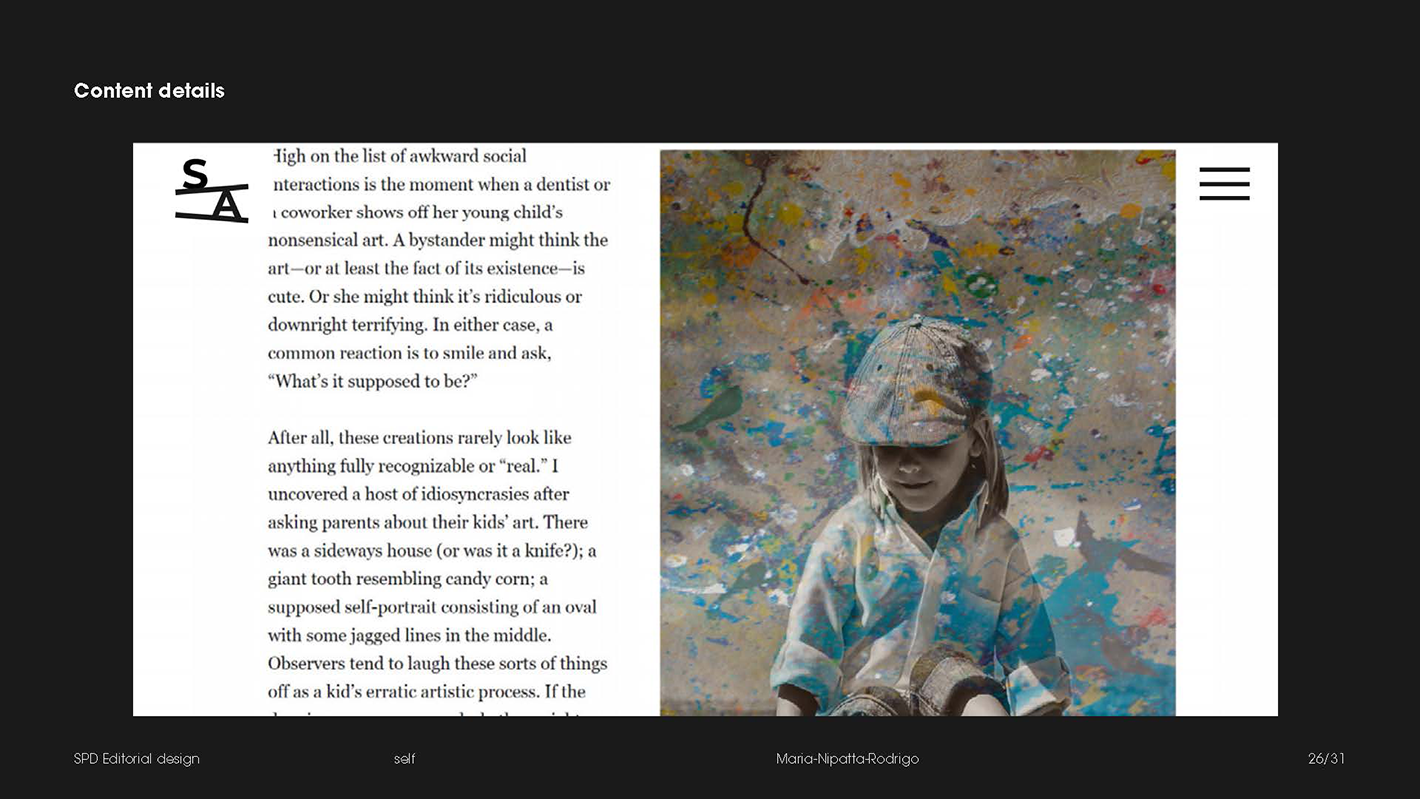 Content details
S
A
High on the list of awkward social
nteractions is the moment when a dentist or
coworker shows off her young child’s
nonsensical art. A bystander might think the
art—or at least the fact of its existence—is
cute. Or she might think it’s ridiculous or
downright terrifying. In either case, a
common reaction is to smile and ask,
“What’s it supposed to be?”
After all, these creations rarely look like
anything fully recognizable or “real.” I
uncovered a host of idiosyncrasies after
asking parents about their kids’ art. There
was a sideways house (or was it a knife?); a
giant tooth resembling candy corn; a
supposed self-portrait consisting of an oval
with some jagged lines in the middle.
Observers tend to laugh these sorts of things
off as a kid’s erratic artistic process. If the
SPD Editorial design
self
Maria-Nipatta-Rodrigo
26/31